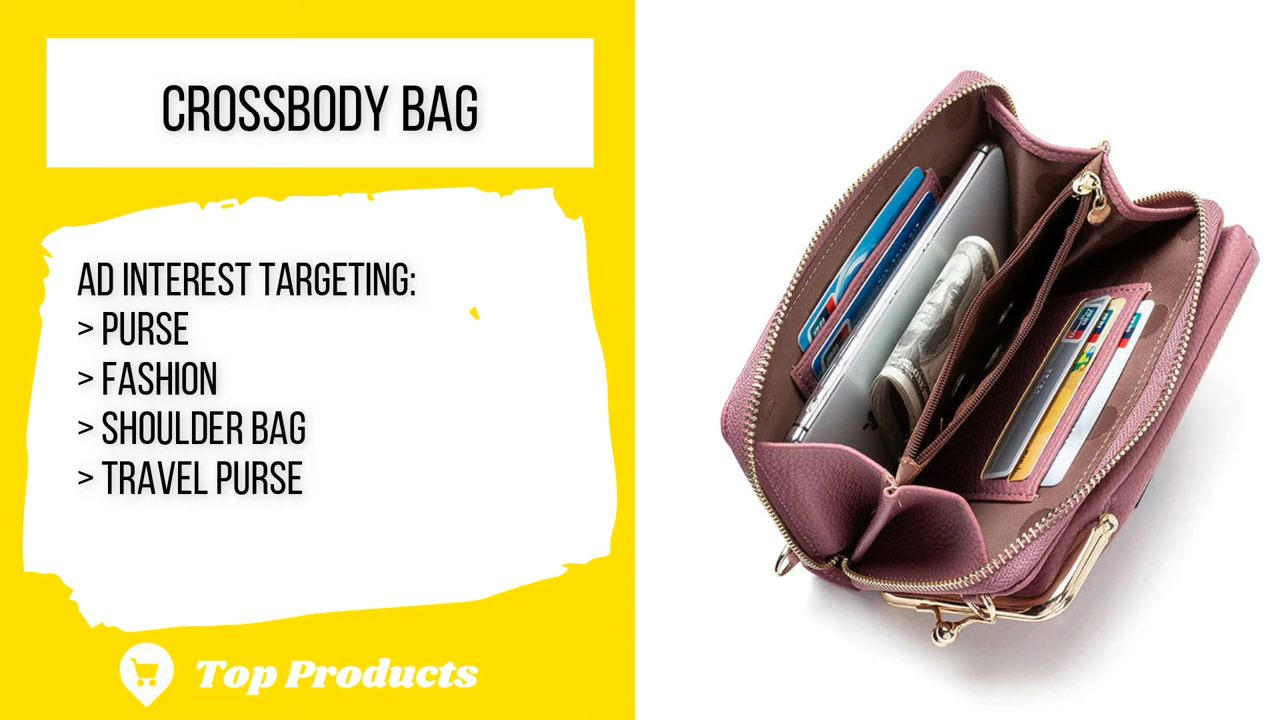 CROSSBODY BAG
AD INTEREST TARGETING:
> PURSE
> FASHION
> SHOULDER BAG
> TRAVEL PURSE
Top Products